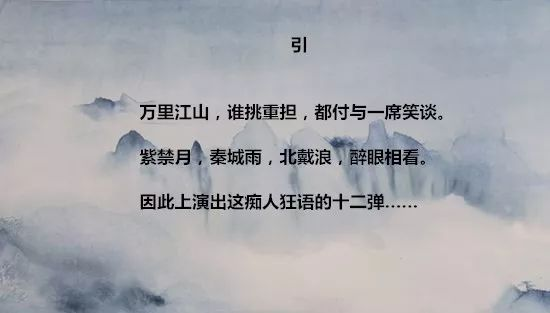 引
万里江山，谁挑重担，都付与一席笑谈。
紫禁月，秦城雨，北戴浪，醉眼相看。
因此上演出这痴人狂语的十二弹……